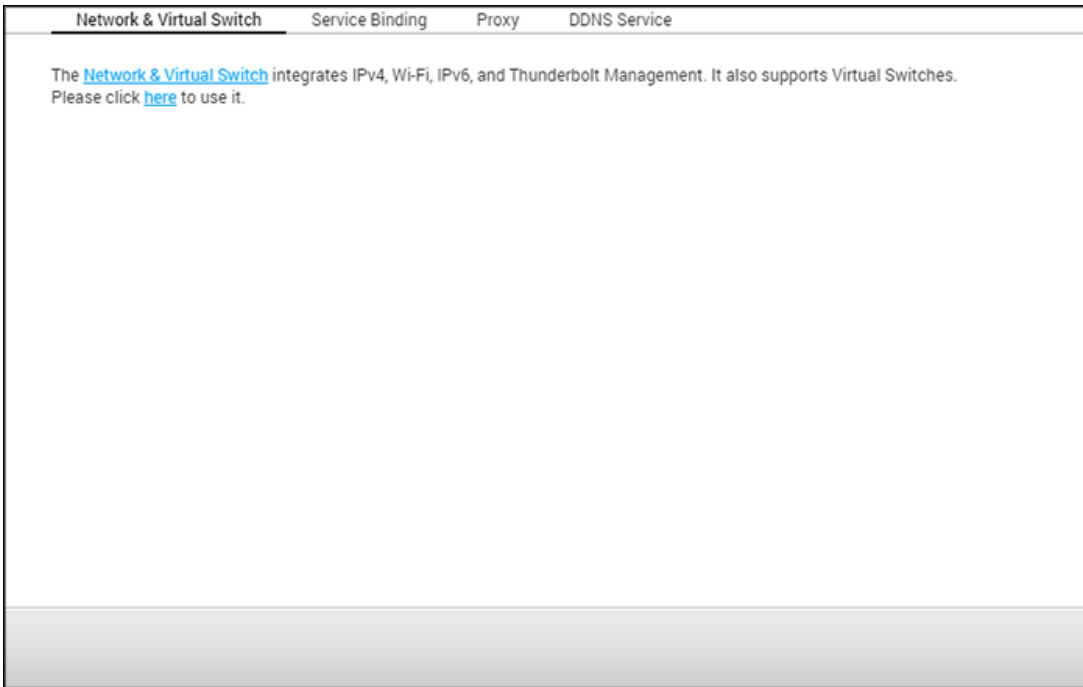 Network & Virtual Switch Service Binding Proxy DDNS Service
The Network & Virtual Switch integrates IPv4, Wi-Fi, IPv6, and Thunderbolt Management. It also supports Virtual Switches.
Please click here to use it.